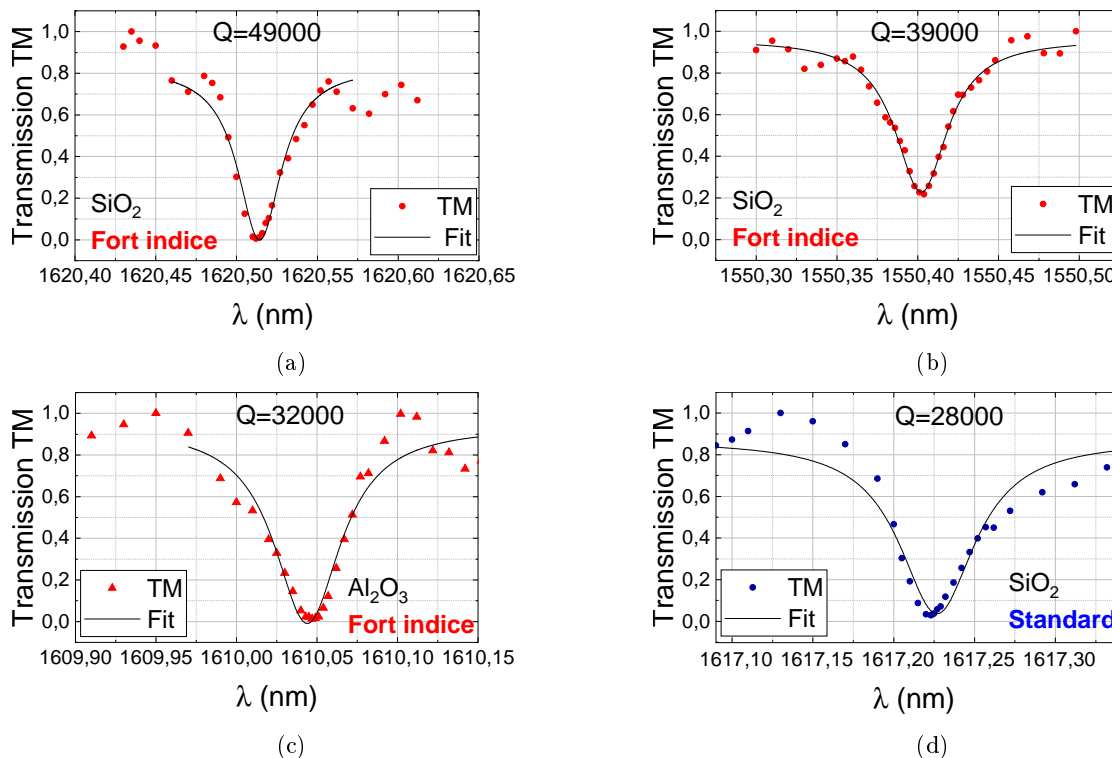 Q=49000
Transmission TM
1,0
0,8
0,6
0,4
0,2
0,0
SiO2
Fort indice
TM
Fit
1620,40 1620,45 1620,50 1620,55 1620,60 1620,65
λ (nm)
(a)
Q=39000
Transmission TM
1,0
0,8
0,6
0,4
0,2
0,0
SiO2
Fort indice
TM
Fit
1550,30 1550,35 1550,40 1550,45 1550,50
λ (nm)
(b)
Q=32000
Transmission TM
1,0
0,8
0,6
0,4
0,2
0,0
TM
Fit
Al2O3
Fort indice
1609,90 1609,95 1610,00 1610,05 1610,10 1610,15
λ (nm)
(c)
Q=28000
Transmission TM
1,0
0,8
0,6
0,4
0,2
0,0
TM
Fit
SiO2
Standard
1617,10 1617,15 1617,20 1617,25 1617,30
λ (nm)
(d)